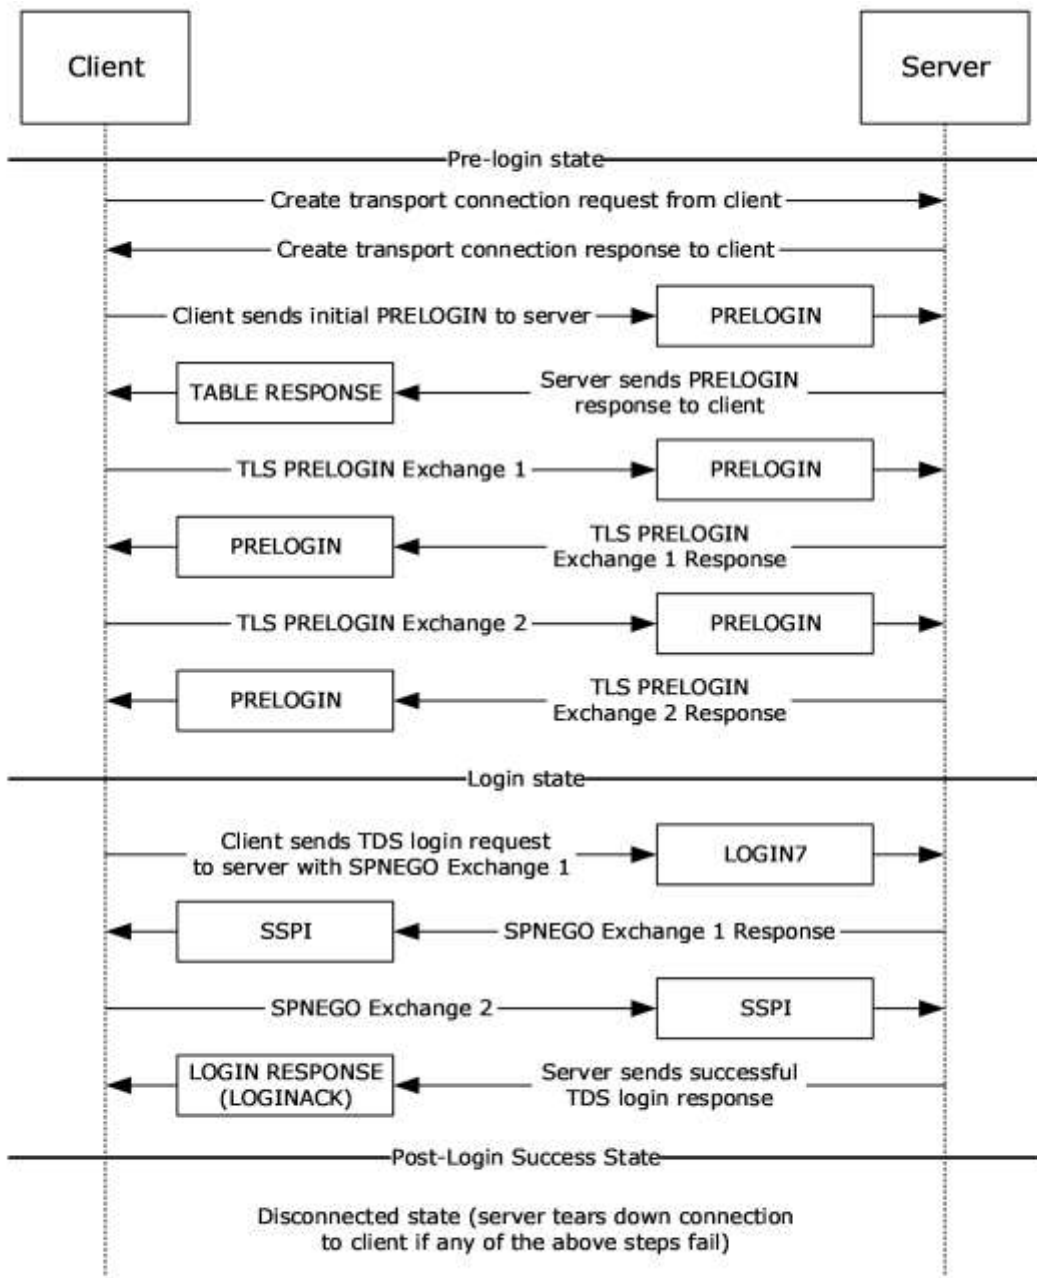 Client
Server
Pre-login state
Create transport connection request from client
Create transport connection response to client
Client sends initial PRELOGIN to server
PRELOGIN
TABLE RESPONSE
Server sends PRELOGIN
response to client
TLS PRELOGIN Exchange 1
PRELOGIN
PRELOGIN
TLS PRELOGIN
Exchange 1 Response
TLS PRELOGIN Exchange 2
PRELOGIN
PRELOGIN
TLS PRELOGIN
Exchange 2 Response
Login state
Client sends TDS login request
to server with SPNEGO Exchange 1
LOGIN7
SSPI
SPNEGO Exchange 1 Response
SPNEGO Exchange 2
SSPI
LOGIN RESPONSE
(LOGINACK)
Server sends successful
TDS login response
Post-Login Success State
Disconnected state (server tears down connection
to client if any of the above steps fail)